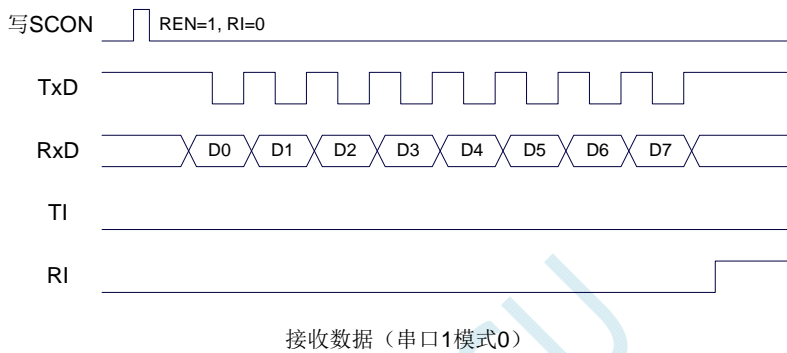 写SCON REN=1, RI=0
TxD
RxD D0 D1 D2 D3 D4 D5 D6 D7
TI
RI
接收数据（串口1模式0）